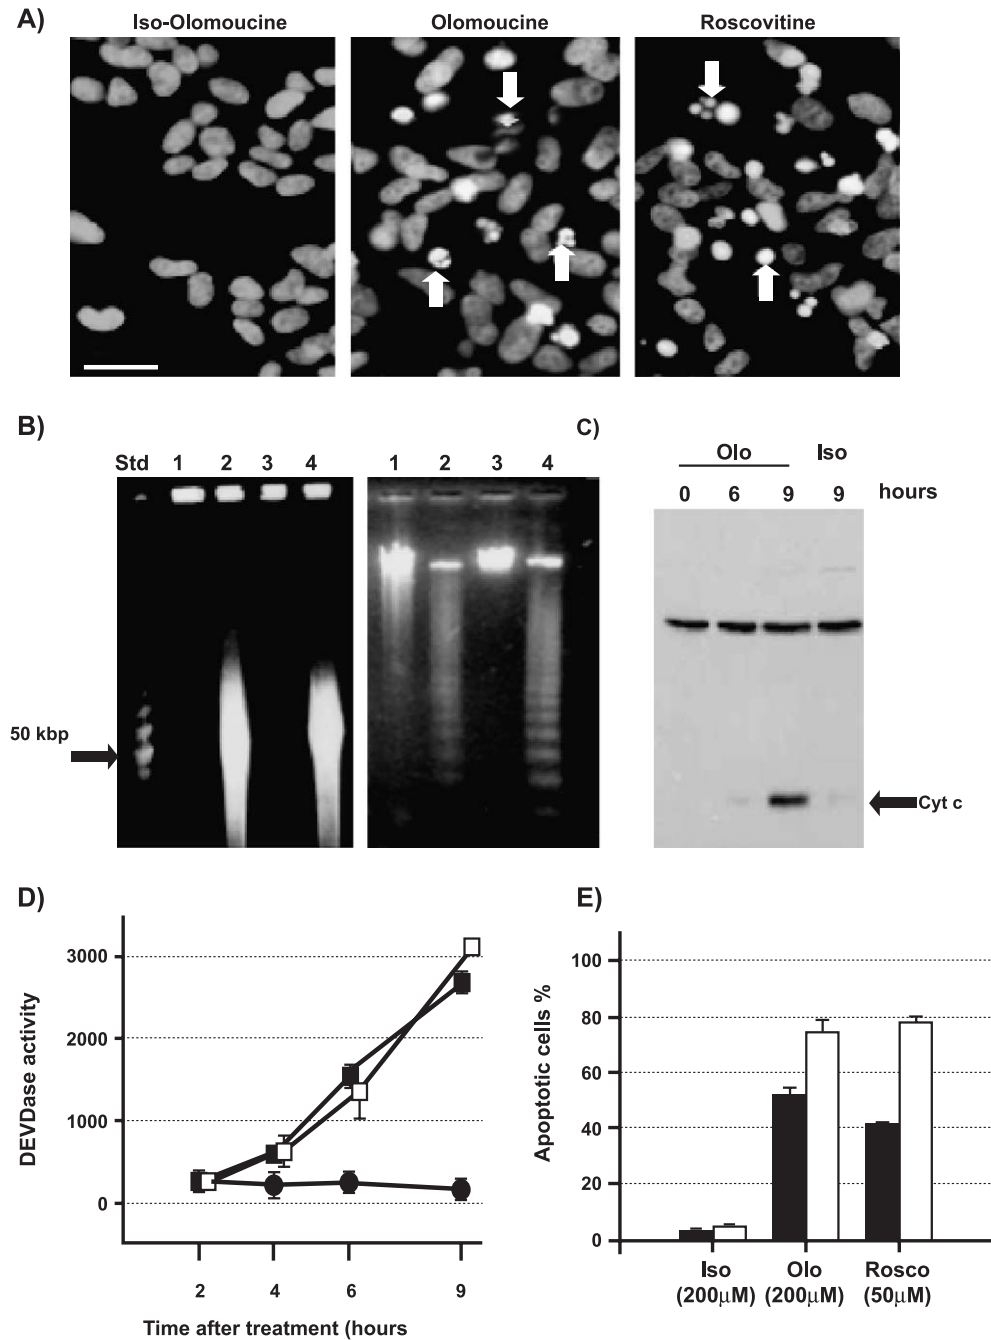 A)
Iso-Olomoucine Olomoucine Roscovitine
B)
Std 1 2 3 4 1 2 3 4
50 kbp
C)
Olo Iso
0 6 9 9 hours
Cyt c
D)
DEVDase activity
3000
2000
1000
0
2 4 6 9
Time after treatment (hours
E)
Apoptotic cells %
100
80
60
40
20
0
Iso Olo Rosco
(200μM) (200μM) (50μM)